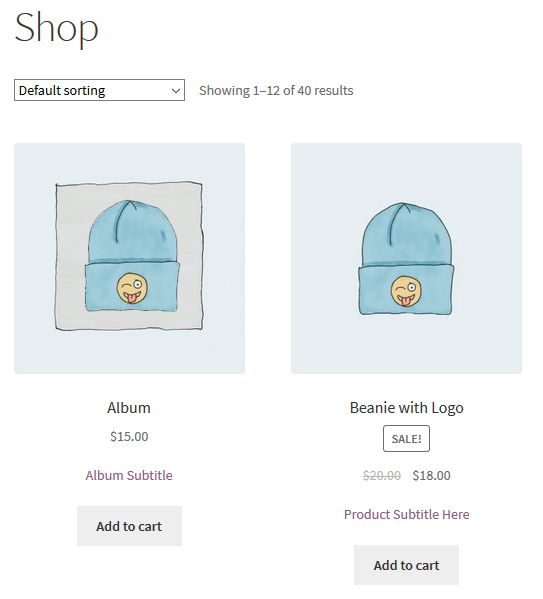 Shop
Default sorting
Showing 1–12 of 40 results
Album
$15.00
Album Subtitle
Add to cart
Beanie with Logo
SALE!
$20.00 $18.00
Product Subtitle Here
Add to cart